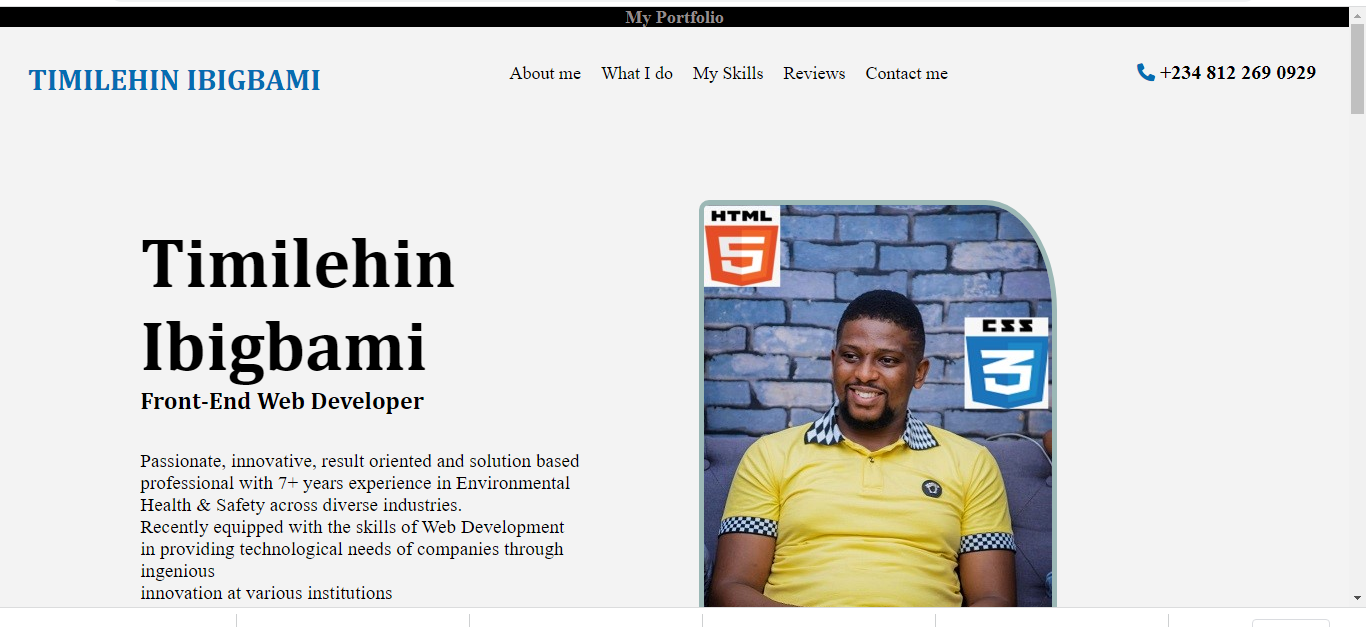 My Portfolio
TIMILEHIN IBIGBAMI
About me What I do My Skills Reviews Contact me
+234 812 269 0929
HTML
5
CSS
3
Timilehin
Ibigbami
Front-End Web Developer
Passionate, innovative, result oriented and solution based
professional with 7+ years experience in Environmental
Health & Safety across diverse industries.
Recently equipped with the skills of Web Development
in providing technological needs of companies through
ingenious
innovation at various institutions